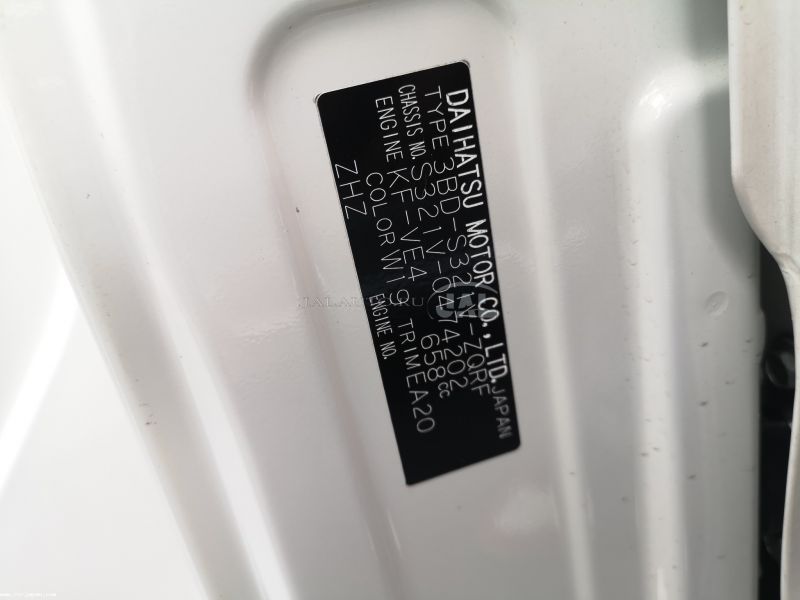 DAIHATSU MOTOR CO., LTD. JAPAN
TYPE 3BD-S321V-ZQRF
CHASSIS NO. S321V-0474202
ENGINE KF-VE4 658cc
COLOR W19 TRIM EA20
ZHZ ENGINE NO.